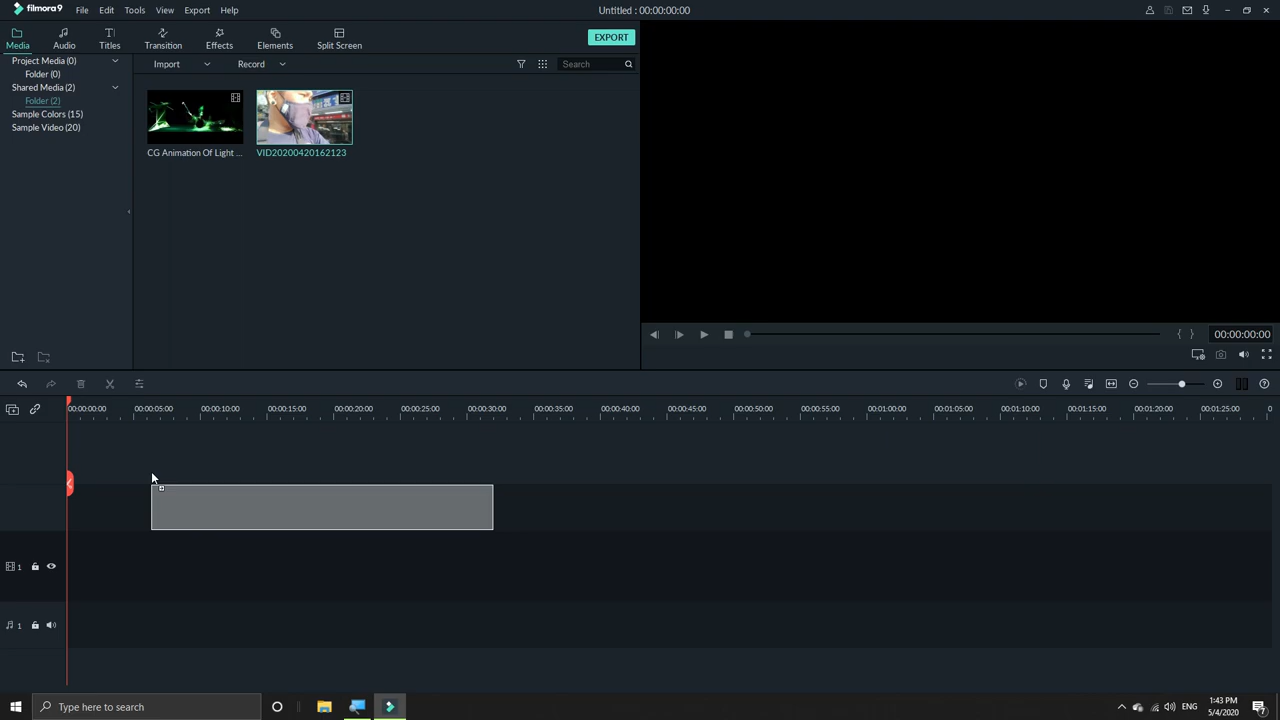 filmora9 File Edit Tools View Export Help Untitled : 00:00:00:00
Media Audio Titles Transition Effects Elements Split Screen EXPORT
Project Media (0)
Folder (0)
Shared Media (2)
Folder (2)
Sample Colors (15)
Sample Video (20)
Import Record Search
CG Animation Of Light ... VID20200420162123
00:00:00:00
00:00:00:00 00:00:05:00 00:00:10:00 00:00:15:00 00:00:20:00 00:00:25:00 00:00:30:00 00:00:35:00 00:00:40:00 00:00:45:00 00:00:50:00 00:00:55:00 00:01:00:00 00:01:05:00 00:01:10:00 00:01:15:00 00:01:20:00 00:01:25:00 0
1
1
Type here to search ENG 1:43 PM
5/4/2020 7